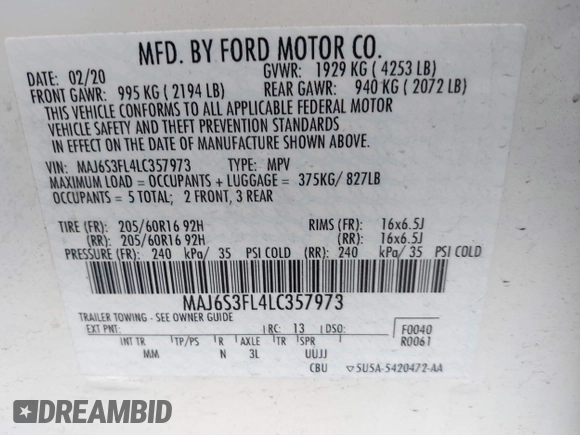 MFD. BY FORD MOTOR CO.
DATE: 02/20 GVWR: 1929 KG ( 4253 LB)
FRONT GAWR: 995 KG ( 2194 LB) REAR GAWR: 940 KG ( 2072 LB)
THIS VEHICLE CONFORMS TO ALL APPLICABLE FEDERAL MOTOR
VEHICLE SAFETY AND THEFT PREVENTION STANDARDS
IN EFFECT ON THE DATE OF MANUFACTURE SHOWN ABOVE.
VIN: MAJ6S3FL4LC357973 TYPE: MPV
MAXIMUM LOAD = OCCUPANTS + LUGGAGE = 375KG/ 827LB
OCCUPANTS = 5 TOTAL; 2 FRONT, 3 REAR
TIRE (FR): 205/60R16 92H RIMS (FR): 16x6.5J
(RR): 205/60R16 92H (RR): 16x6.5J
PRESSURE (FR): 240 kPa/ 35 PSI COLD (RR): 240 kPa/ 35 PSI COLD
MAJ6S3FL4LC357973
TRAILER TOWING - SEE OWNER GUIDE
EXT PNT: RC: 13 DSO: F0040
INT TR TP/PS R AXLE TR SPR R0061
MM N 3L UUJJ
CBU 5U5A-5420472-AA
DREAMBID